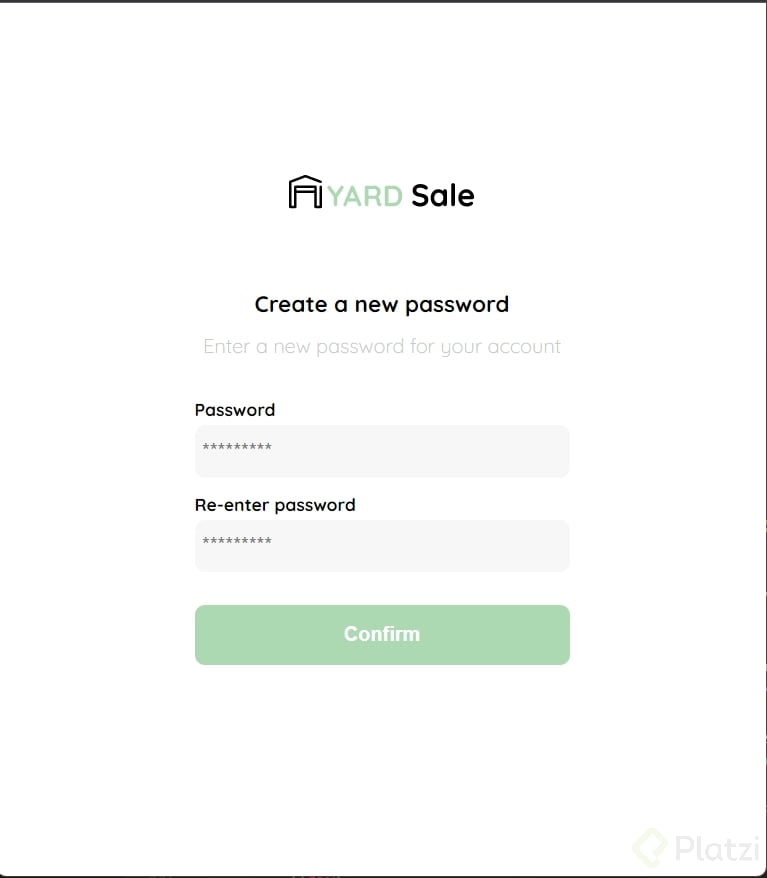 YARD Sale
Create a new password
Enter a new password for your account
Password
*********
Re-enter password
*********
Confirm
Platzi